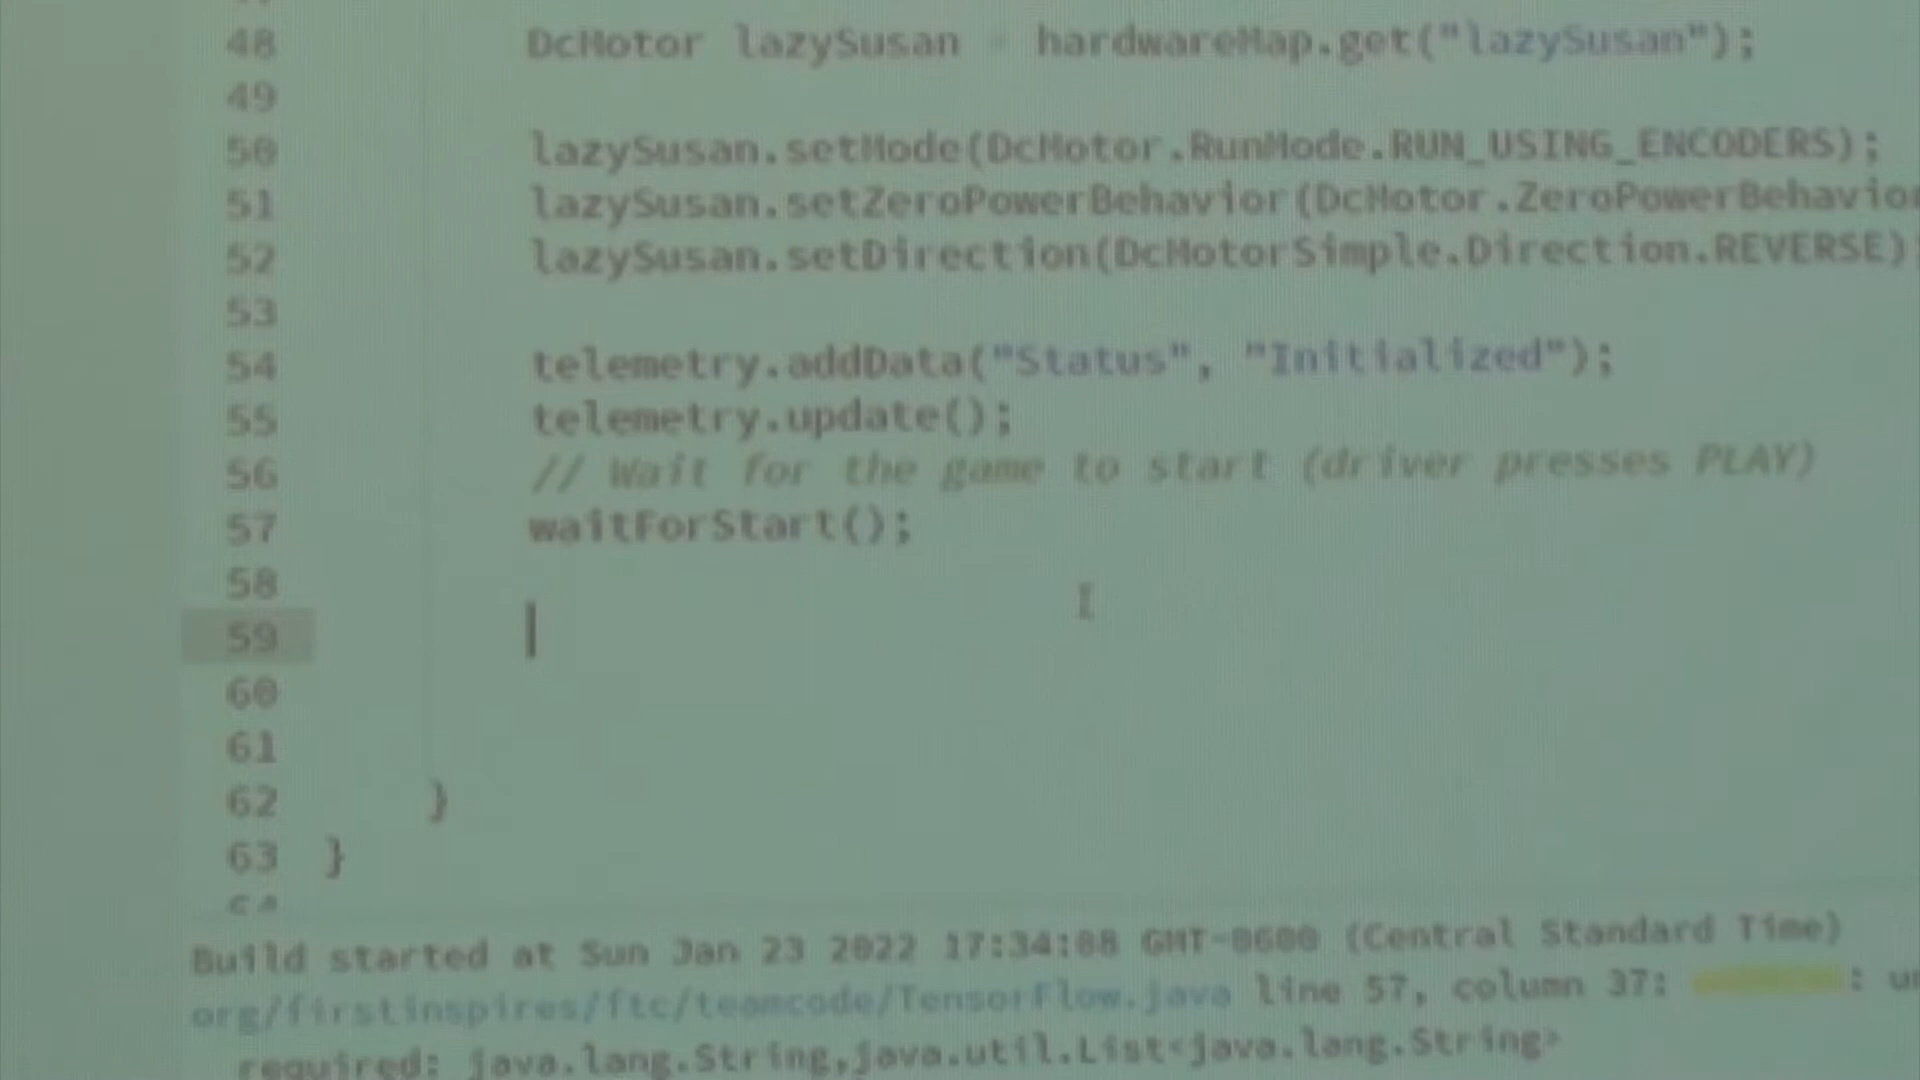 48 DcMotor lazySusan = hardwareMap.get("lazySusan");
49
50 lazySusan.setMode(DcMotor.RunMode.RUN_USING_ENCODERS);
51 lazySusan.setZeroPowerBehavior(DcMotor.ZeroPowerBehavior
52 lazySusan.setDirection(DcMotorSimple.Direction.REVERSE);
53
54 telemetry.addData("Status", "Initialized");
55 telemetry.update();
56 // Wait for the game to start (driver presses PLAY)
57 waitForStart();
58
59
60
61
62 }
63 }
Build started at Sun Jan 23 2022 17:34:08 GMT-0600 (Central Standard Time)
org/firstinspires/ftc/teamcode/TensorFlow.java line 57, column 37: :
required: java.lang.String,java.util.List<java.lang.String>